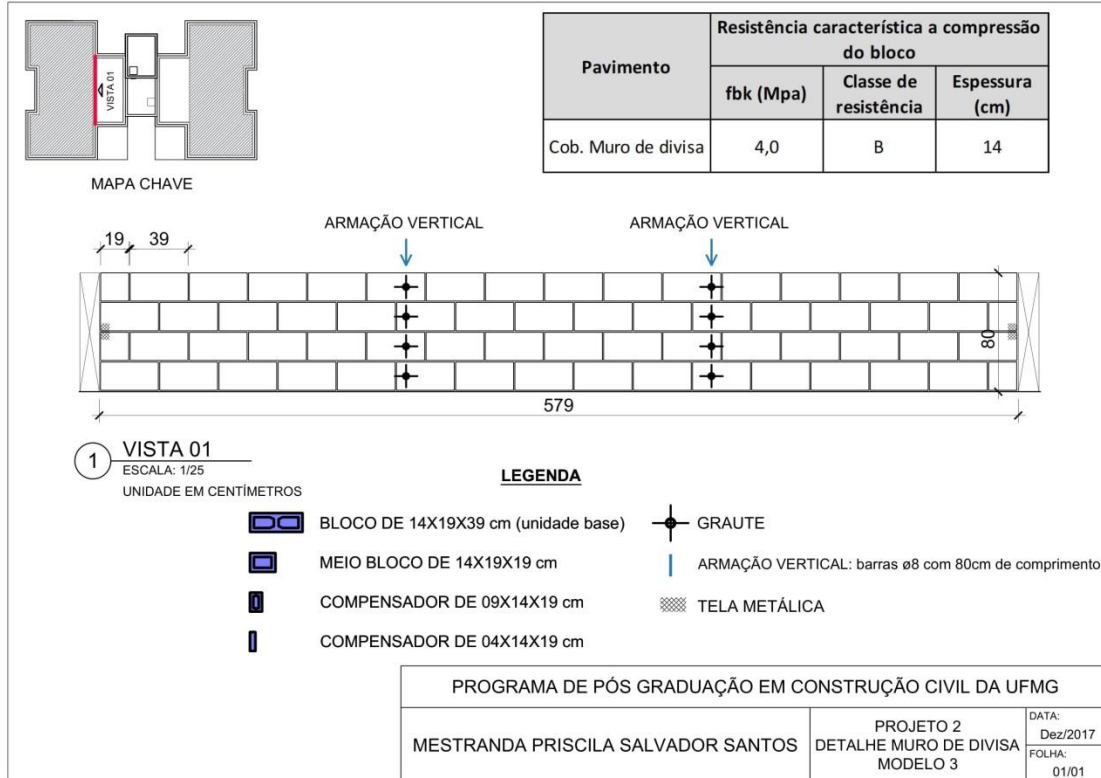 VISTA 01
MAPA CHAVE
Pavimento
Resistência característica a compressão
do bloco
fbk (Mpa)
Classe de
resistência
Espessura
(cm)
Cob. Muro de divisa
4,0
B
14
ARMAÇÃO VERTICAL
ARMAÇÃO VERTICAL
19
39
80
579
1
VISTA 01
ESCALA: 1/25
UNIDADE EM CENTÍMETROS
LEGENDA
BLOCO DE 14X19X39 cm (unidade base)
MEIO BLOCO DE 14X19X19 cm
COMPENSADOR DE 09X14X19 cm
COMPENSADOR DE 04X14X19 cm
GRAUTE
ARMAÇÃO VERTICAL: barras ø8 com 80cm de comprimento
TELA METÁLICA
PROGRAMA DE PÓS GRADUAÇÃO EM CONSTRUÇÃO CIVIL DA UFMG
MESTRANDA PRISCILA SALVADOR SANTOS
PROJETO 2
DETALHE MURO DE DIVISA
MODELO 3
DATA:
Dez/2017
FOLHA:
01/01